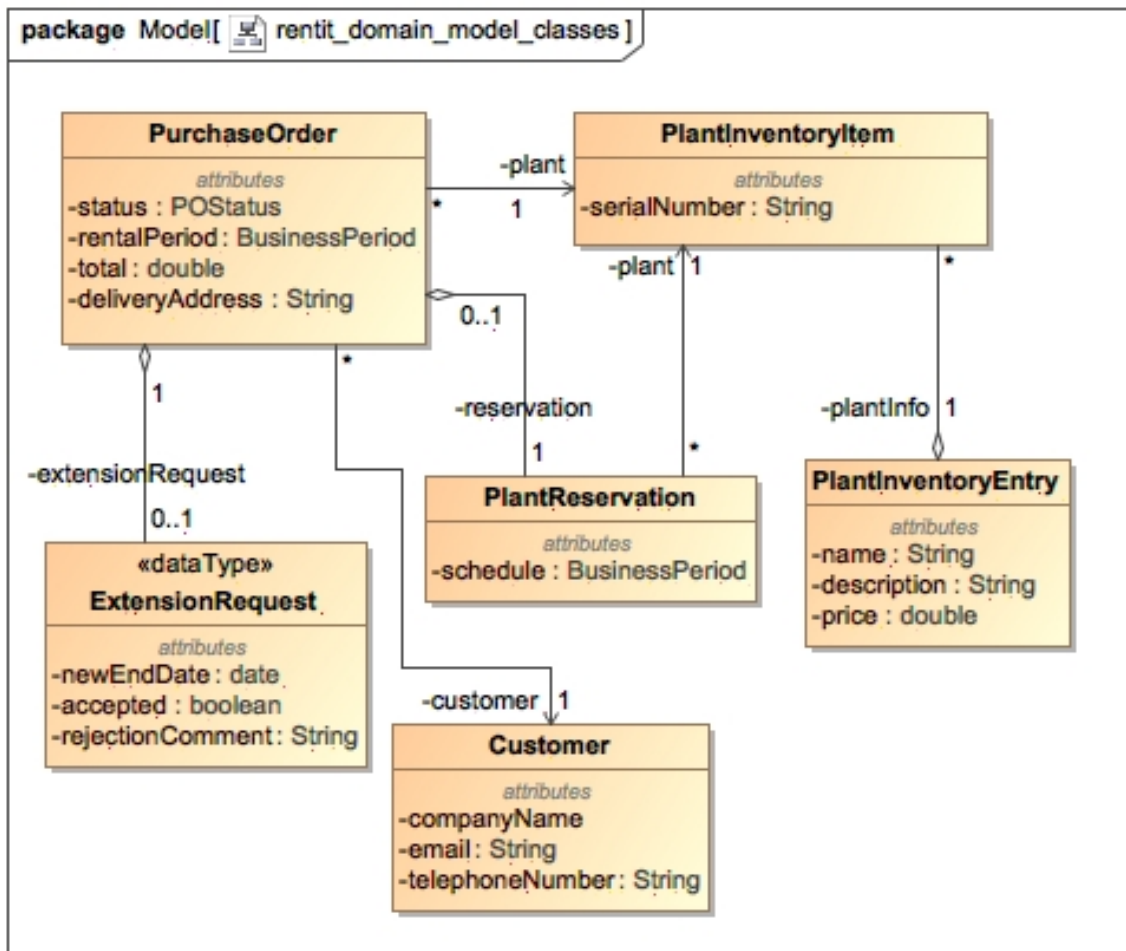 package Model[ rentit_domain_model_classes ]
PurchaseOrder
attributes
-status : POStatus
-rentalPeriod : BusinessPeriod
-total : double
-deliveryAddress : String
-plant
*
1
PlantInventoryItem
attributes
-serialNumber : String
0..1
-reservation
1
-plant 1
*
*
-plantInfo 1
1
-extensionRequest
0..1
*
PlantReservation
attributes
-schedule : BusinessPeriod
PlantInventoryEntry
attributes
-name : String
-description : String
-price : double
«dataType»
ExtensionRequest
attributes
-newEndDate : date
-accepted : boolean
-rejectionComment : String
-customer 1
Customer
attributes
-companyName
-email : String
-telephoneNumber : String